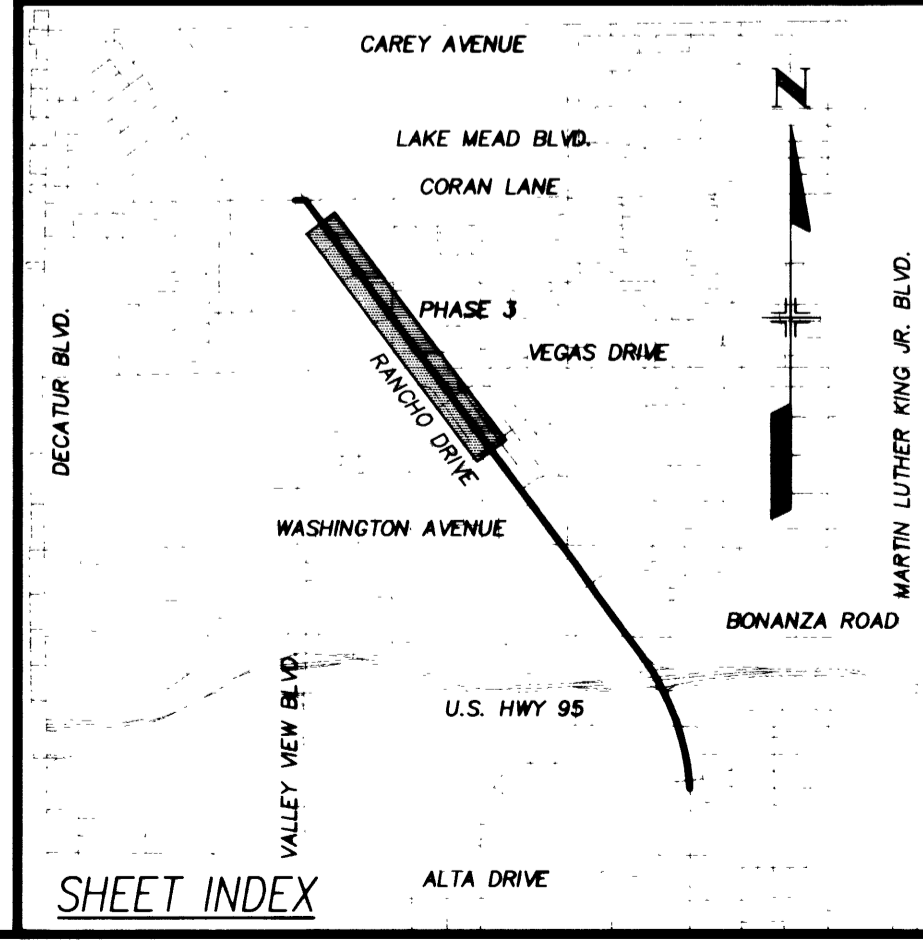 CAREY AVENUE
N
LAKE MEAD BLVD.
CORAN LANE
PHASE 3
VEGAS DRIVE
RANCHO DRIVE
DECATUR BLVD.
MARTIN LUTHER KING JR. BLVD.
WASHINGTON AVENUE
BONANZA ROAD
VALLEY VIEW BLVD.
U.S. HWY 95
ALTA DRIVE
SHEET INDEX